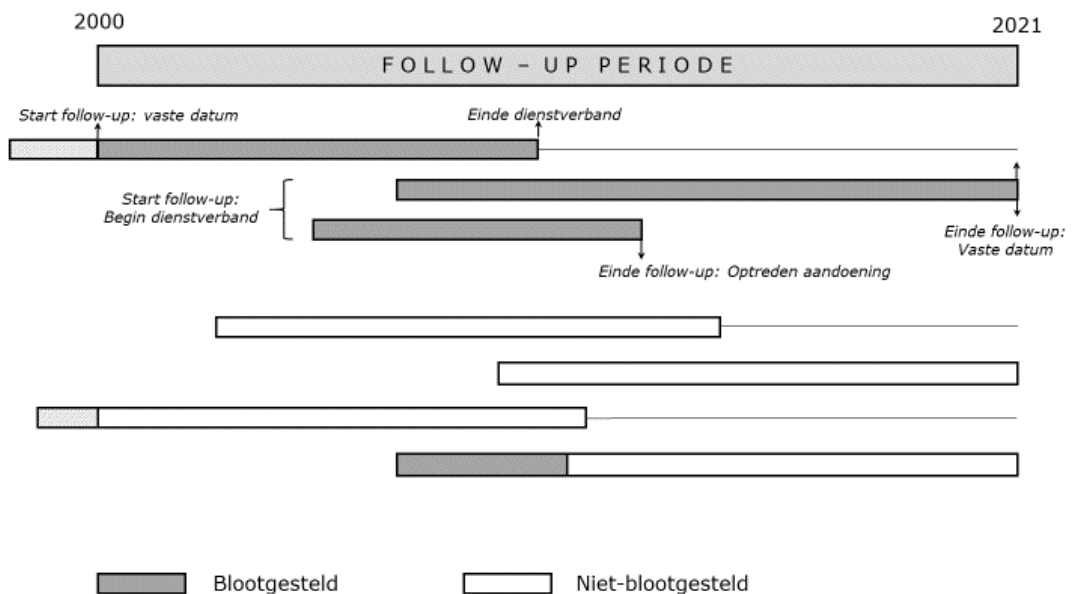 2000
2021
FOLLOW – UP PERIODE
Start follow-up: vaste datum
Einde dienstverband
Start follow-up:
Begin dienstverband
Einde follow-up:
Vaste datum
Einde follow-up: Optreden aandoening
Blootgesteld
Niet-blootgesteld